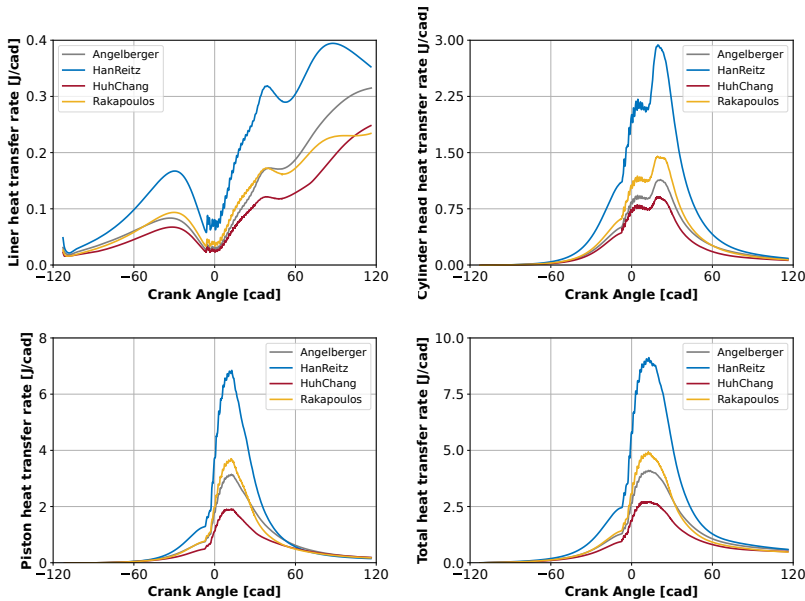 Liner heat transfer rate [J/cad]
0.4
0.3
0.2
0.1
0.0
Angelberger
HanReitz
HuhChang
Rakapoulos
−120
−60
0
60
120
Crank Angle [cad]
Cylinder head heat transfer rate [J/cad]
3.00
2.25
1.50
0.75
0.00
Angelberger
HanReitz
HuhChang
Rakapoulos
−120
−60
0
60
120
Crank Angle [cad]
Piston heat transfer rate [J/cad]
8
6
4
2
0
Angelberger
HanReitz
HuhChang
Rakapoulos
−120
−60
0
60
120
Crank Angle [cad]
Total heat transfer rate [J/cad]
10.0
7.5
5.0
2.5
0.0
Angelberger
HanReitz
HuhChang
Rakapoulos
−120
−60
0
60
120
Crank Angle [cad]